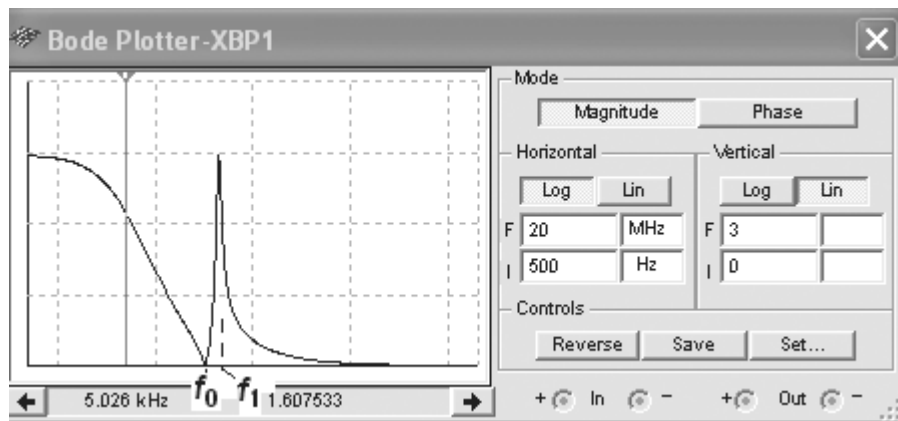 Bode Plotter-XBP1
Mode
Magnitude Phase
Horizontal Vertical
Log Lin Log Lin
F 20 MHz F 3
I 500 Hz I 0
Controls
Reverse Save Set...
5.026 kHz f0 f1 1.607533
+ In - + Out -